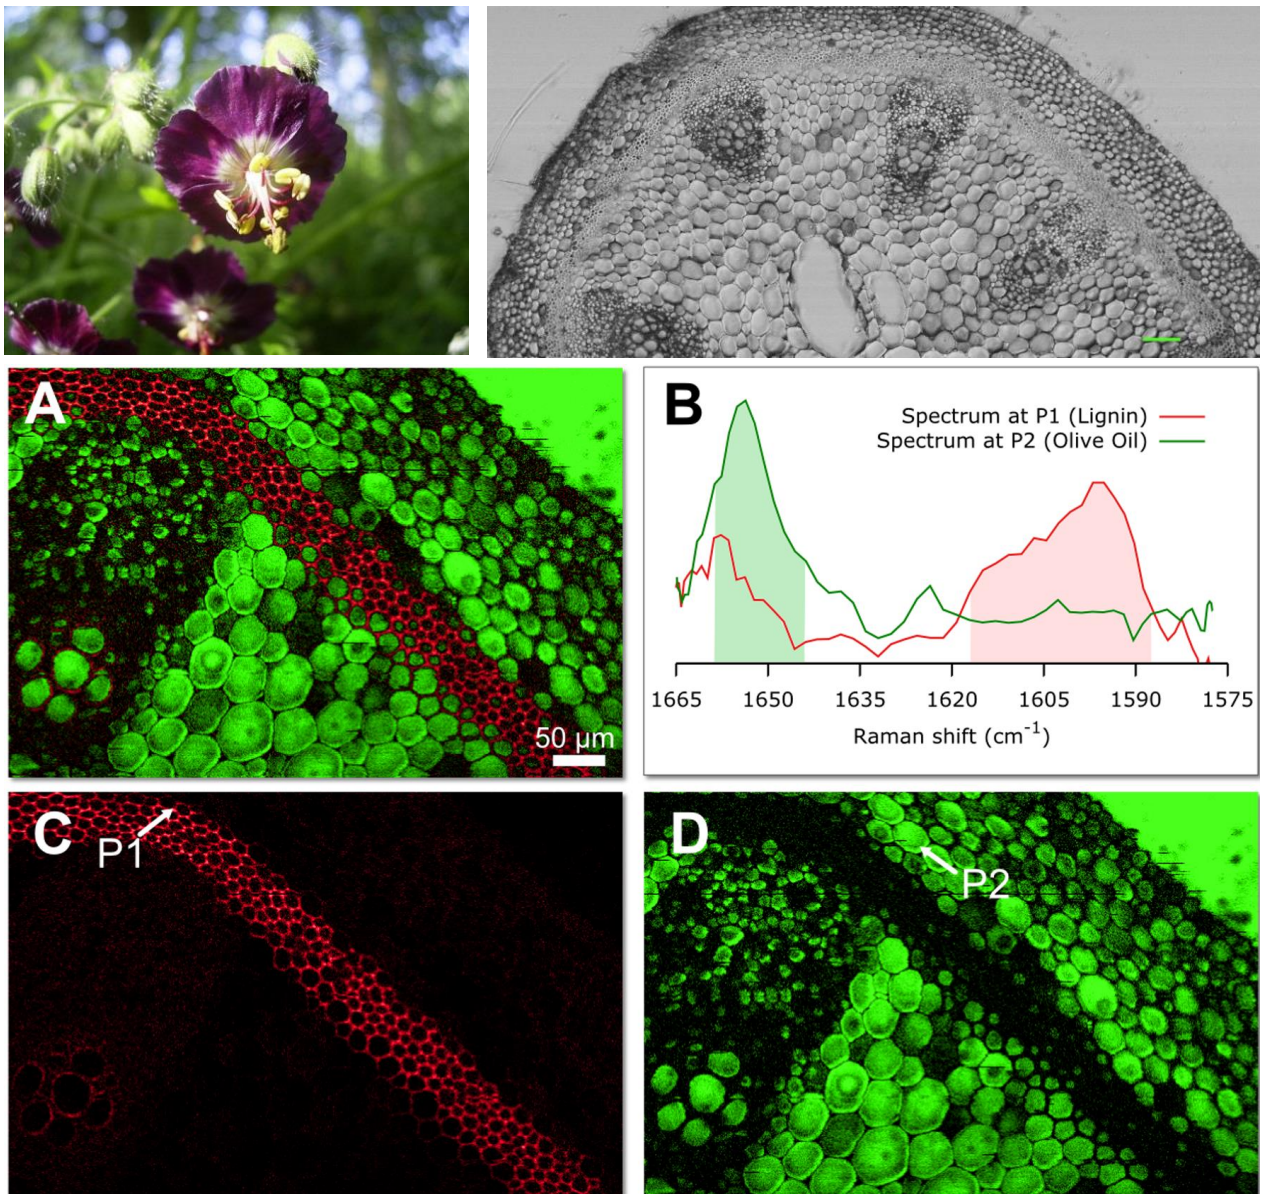 A
50 µm
B
Spectrum at P1 (Lignin)
Spectrum at P2 (Olive Oil)
1665 1650 1635 1620 1605 1590 1575
Raman shift (cm⁻¹)
C
P1
D
P2